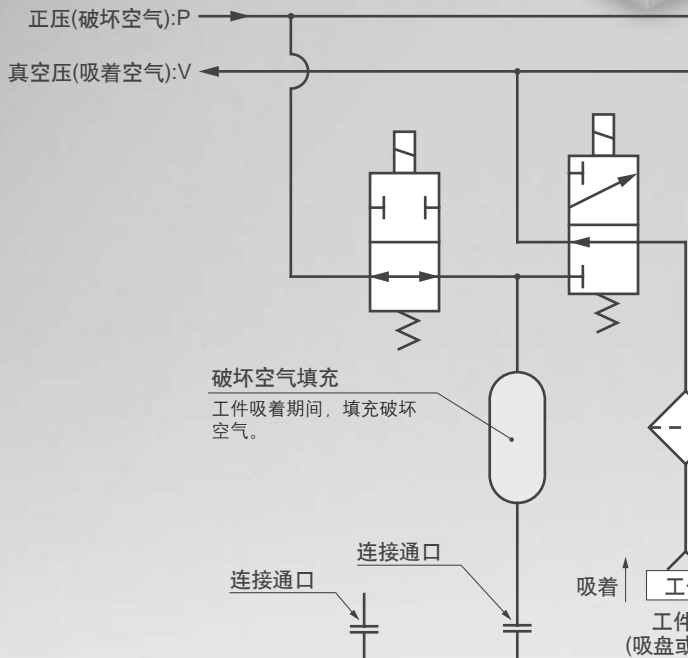 正压(破坏空气):P
真空压(吸着空气):V
破坏空气填充
工件吸着期间，填充破坏
空气。
连接通口
连接通口
吸着
工件
(吸盘或